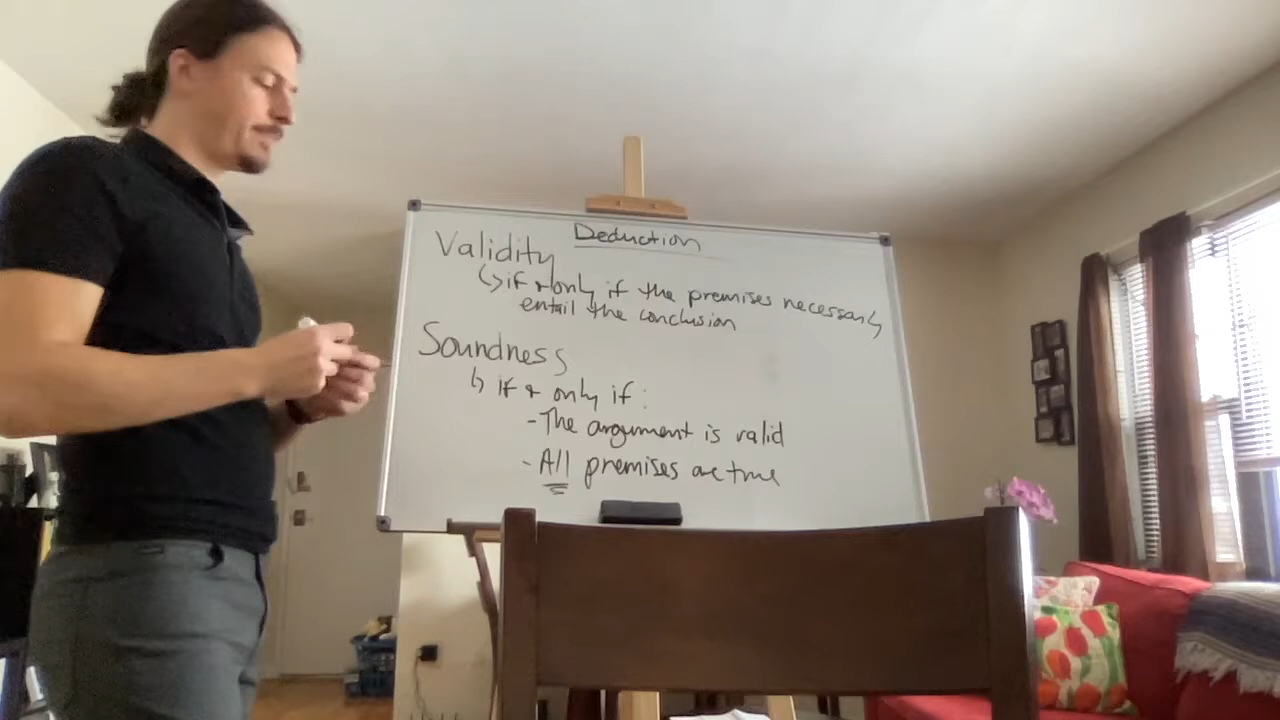 Deduction
Validity
↳ if + only if the premises necessarily
entail the conclusion
Soundness
↳ if + only if:
- The argument is valid
- All premises are true